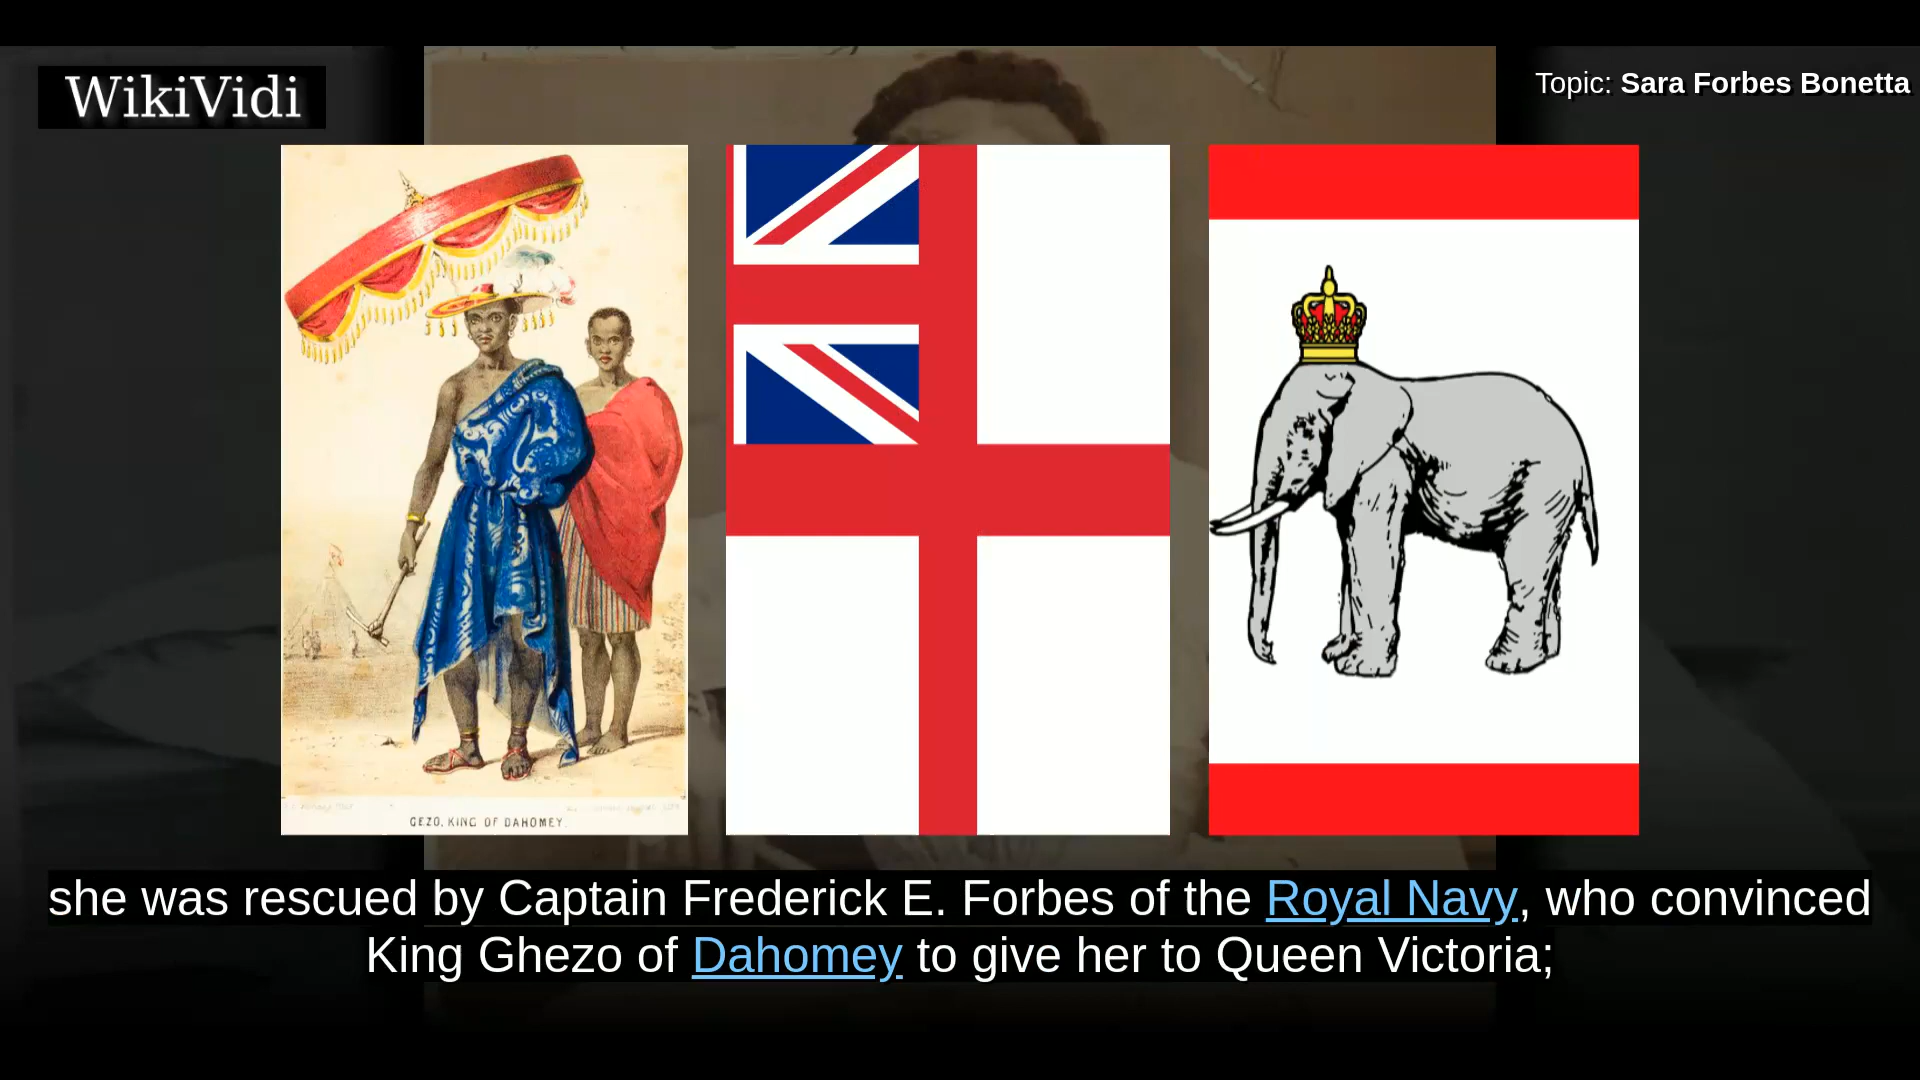 WikiVidi
Topic: Sara Forbes Bonetta
GEZO, KING OF DAHOMEY.
she was rescued by Captain Frederick E. Forbes of the Royal Navy, who convinced
King Ghezo of Dahomey to give her to Queen Victoria;